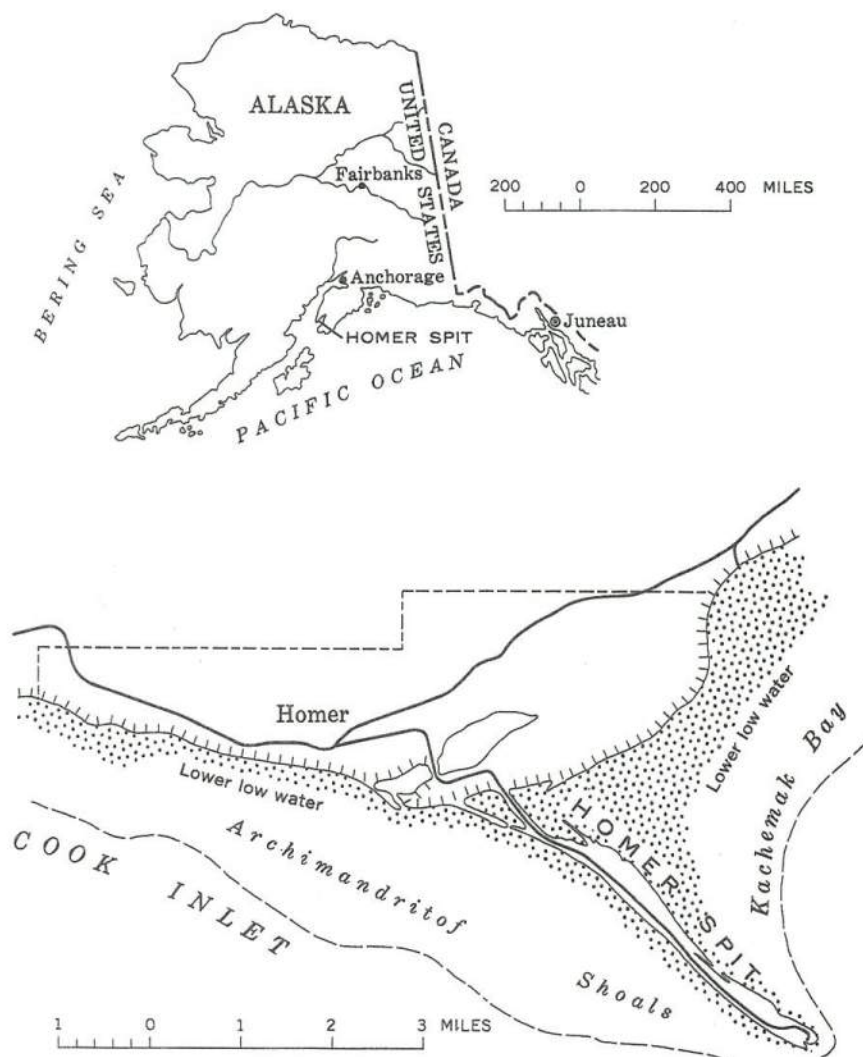 ALASKA
UNITED STATES
CANADA
Fairbanks
BERING SEA
200 0 200 400 MILES
Anchorage
HOMER SPIT
Juneau
PACIFIC OCEAN
Homer
Lower low water
Lower low water
Kachemak Bay
HOMER SPIT
COOK INLET
Archimandritof
Shoals
1 0 1 2 3 MILES